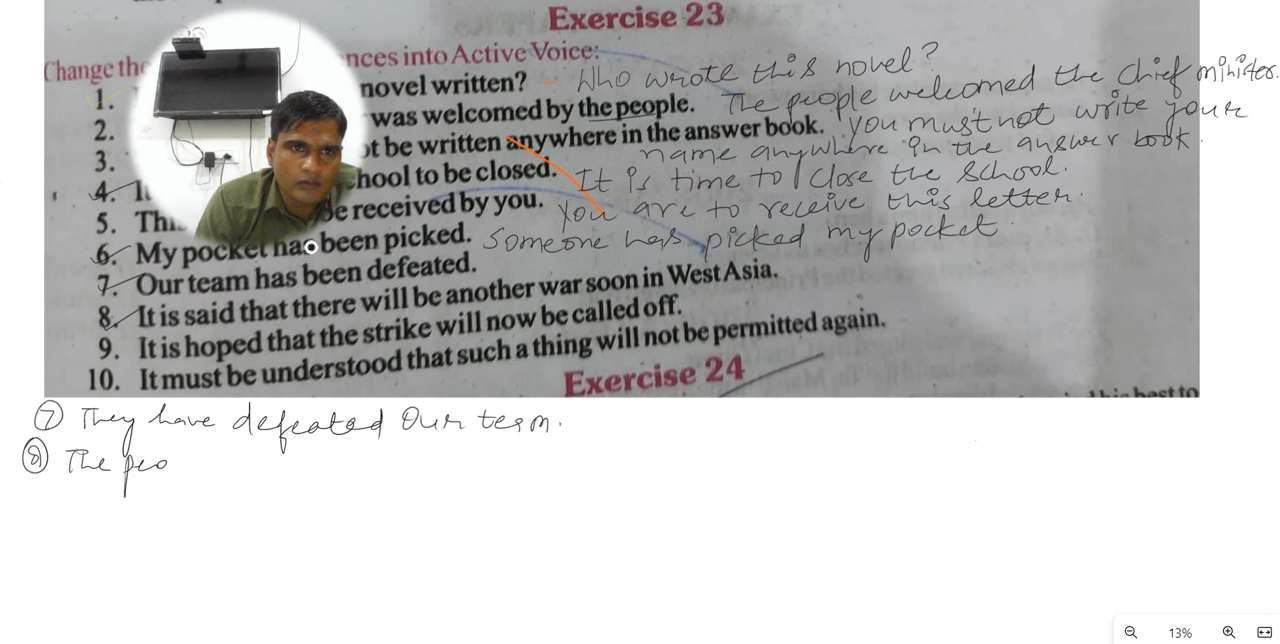 Exercise 23
Change the nces into Active Voice:
1. novel written? - Who wrote this novel?
2. was welcomed by the people. The people welcomed the Chief minister.
3. ot be written anywhere in the answer book. You must not write your
name anywhere in the answer book.
4. It hool to be closed. It is time to close the school.
5. This be received by you. You are to receive this letter.
6. My pocket has been picked. Someone has picked my pocket
7. Our team has been defeated.
8. It is said that there will be another war soon in West Asia.
9. It is hoped that the strike will now be called off.
10. It must be understood that such a thing will not be permitted again.
Exercise 24
his best to
7 They have defeated Our team.
8 The peo
13%